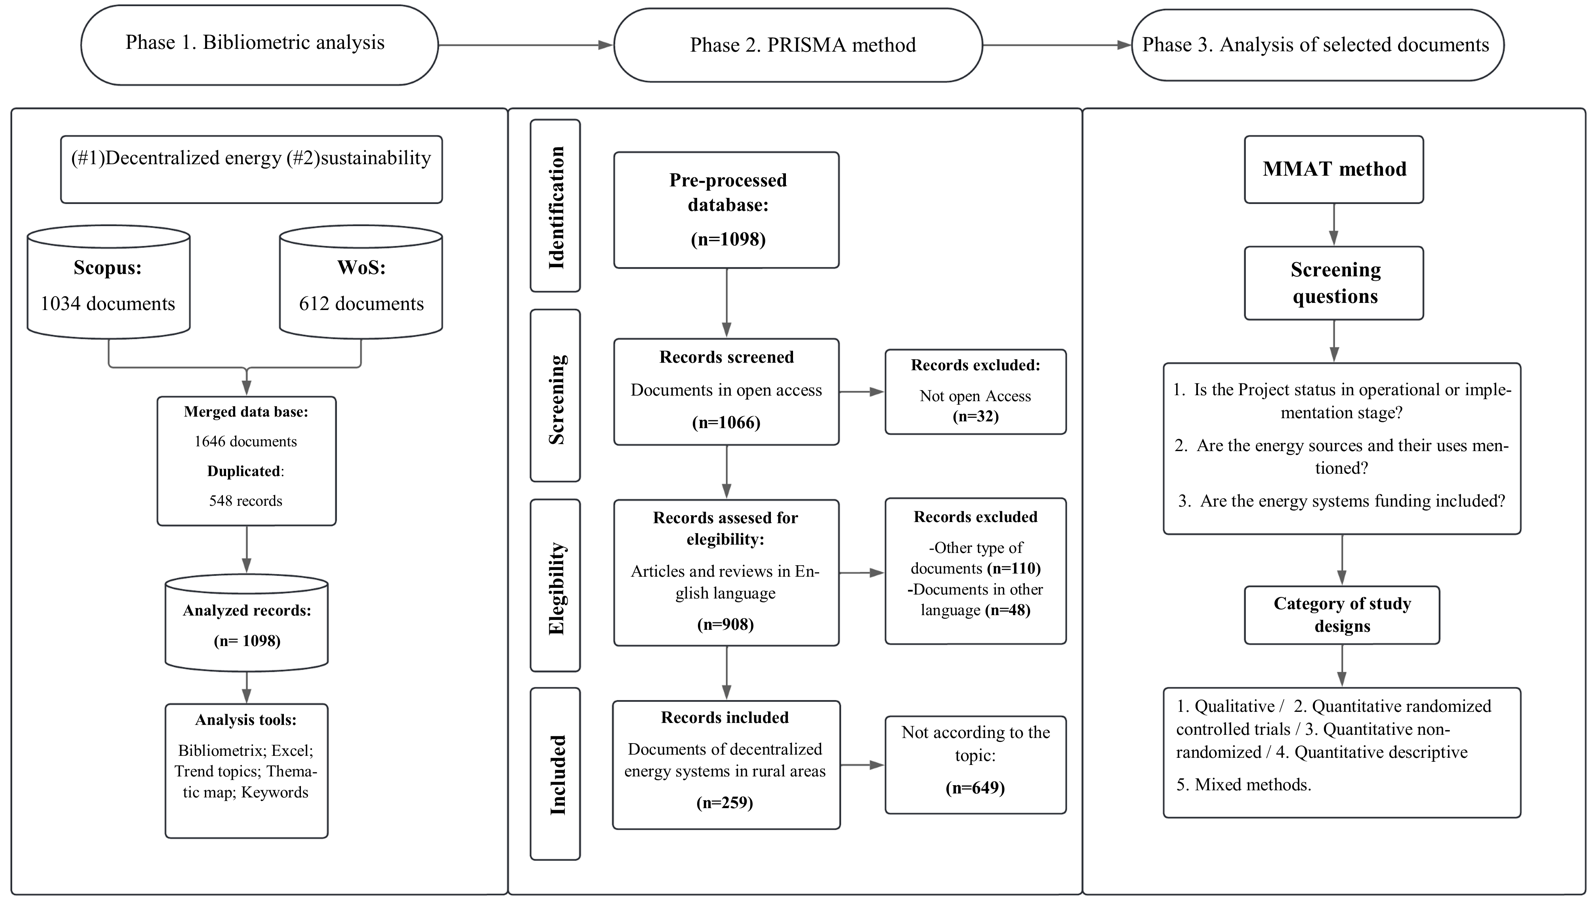 Phase 1. Bibliometric analysis
Phase 2. PRISMA method
Phase 3. Analysis of selected documents
(#1)Decentralized energy (#2)sustainability
Scopus:
1034 documents
WoS:
612 documents
Merged data base:
1646 documents
Duplicated:
548 records
Analyzed records:
(n= 1098)
Analysis tools:
Bibliometrix; Excel;
Trend topics; Thema-
tic map; Keywords
Identification
Pre-processed
database:
(n=1098)
Screening
Records screened
Documents in open access
(n=1066)
Records excluded:
Not open Access
(n=32)
Elegibility
Records assesed for
elegibility:
Articles and reviews in En-
glish language
(n=908)
Records excluded
-Other type of
documents (n=110)
-Documents in other
language (n=48)
Included
Records included
Documents of decentralized
energy systems in rural areas
(n=259)
Not according to the
topic:
(n=649)
MMAT method
Screening
questions
1. Is the Project status in operational or imple-
mentation stage?
2. Are the energy sources and their uses men-
tioned?
3. Are the energy systems funding included?
Category of study
designs
1. Qualitative / 2. Quantitative randomized
controlled trials / 3. Quantitative non-
randomized / 4. Quantitative descriptive
5. Mixed methods.